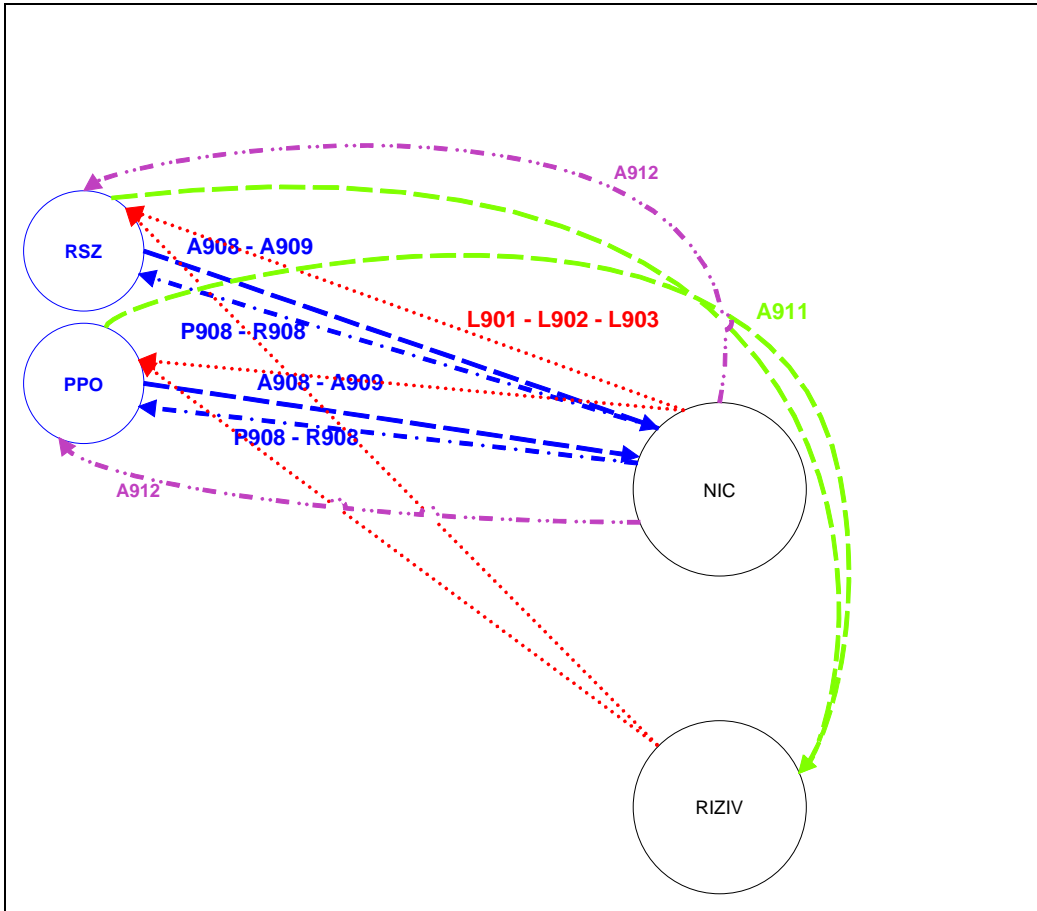 A912
RSZ
A908 - A909
A911
L901 - L902 - L903
P908 - R908
PPO
A908 - A909
P908 - R908
A912
NIC
RIZIV